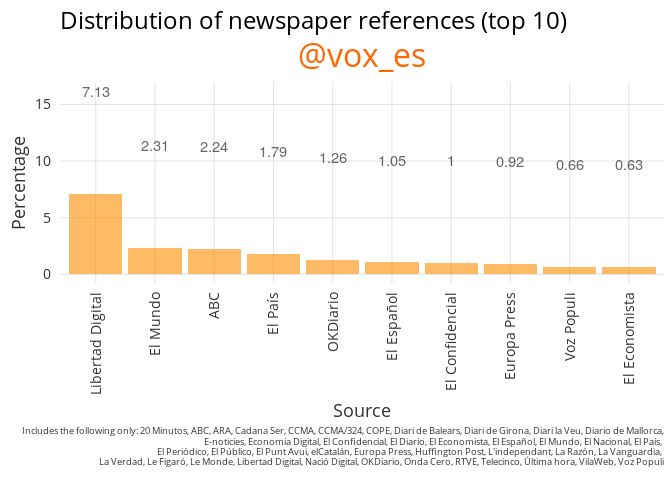 Distribution of newspaper references (top 10)
@vox_es
7.13
2.31
2.24
1.79
1.26
1.05
1
0.92
0.66
0.63
15
10
5
0
Percentage
Libertad Digital
El Mundo
ABC
El País
OKDiario
El Español
El Confidencial
Europa Press
Voz Populi
El Economista
Source
Includes the following only: 20 Minutos, ABC, ARA, Cadana Ser, CCMA, CCMA/324, COPE, Diari de Balears, Diari de Girona, Diari la Veu, Diario de Mallorca,
E-noticies, Economia Digital, El Confidencial, El Diario, El Economista, El Español, El Mundo, El Nacional, El País,
El Periódico, El Público, El Punt Avui, elCatalán, Europa Press, Huffington Post, L'independant, La Razón, La Vanguardia,
La Verdad, Le Figaró, Le Monde, Libertad Digital, Nació Digital, OKDiario, Onda Cero, RTVE, Telecinco, Última hora, VilaWeb, Voz Populi